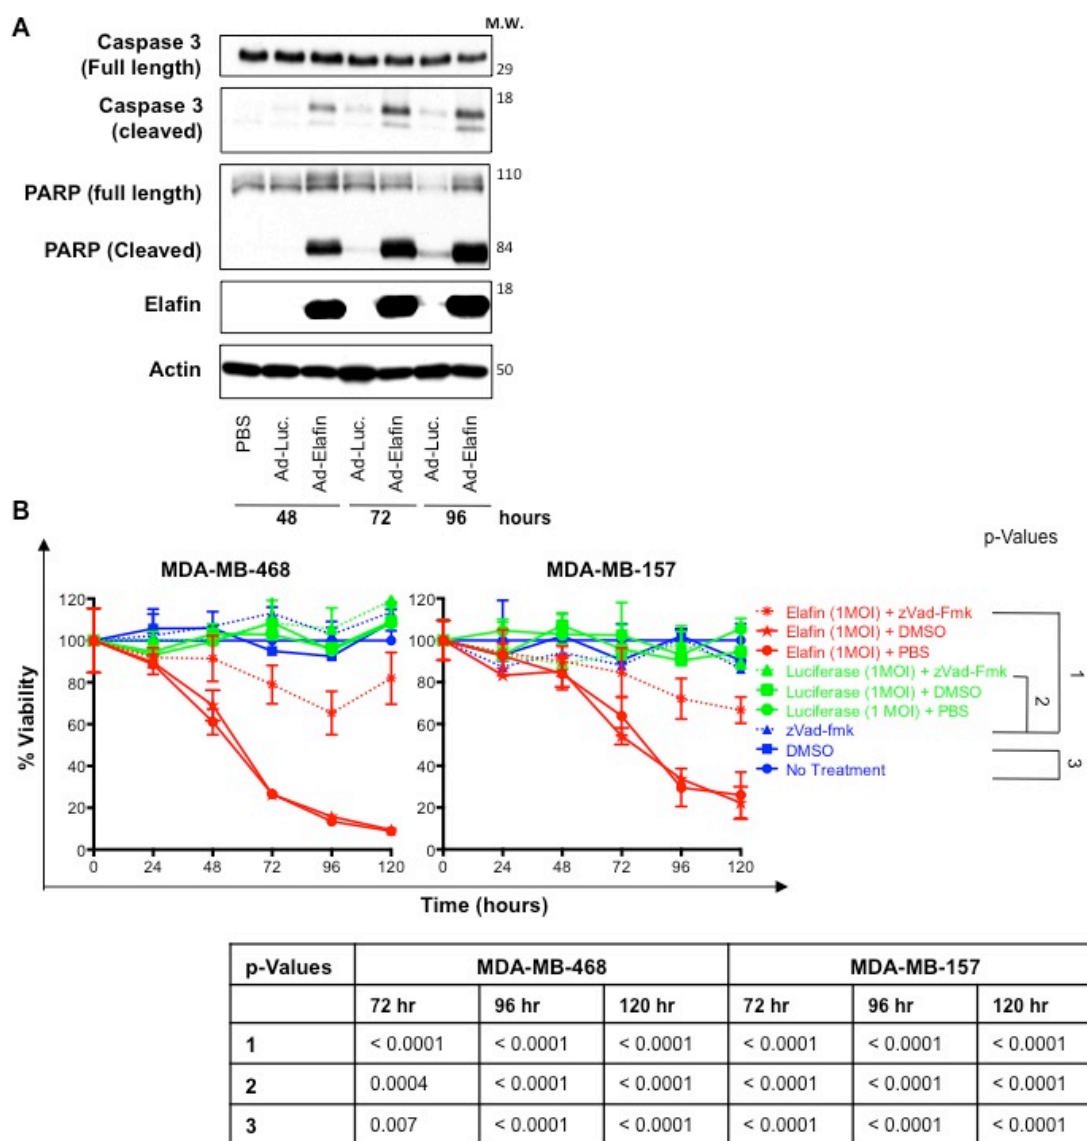 A
M.W.
Caspase 3
(Full length)
29
Caspase 3
(cleaved)
18
PARP (full length)
110
PARP (Cleaved)
84
Elafin
18
Actin
50
PBS
Ad-Luc.
Ad-Elafin
Ad-Luc.
Ad-Elafin
Ad-Luc.
Ad-Elafin
48 72 96 hours
B
p-Values
MDA-MB-468
MDA-MB-157
% Viability
120
100
80
60
40
20
0
0 24 48 72 96 120
120
100
80
60
40
20
0
0 24 48 72 96 120
Time (hours)
Elafin (1MOI) + zVad-Fmk
Elafin (1MOI) + DMSO
Elafin (1MOI) + PBS
Luciferase (1MOI) + zVad-Fmk
Luciferase (1MOI) + DMSO
Luciferase (1 MOI) + PBS
zVad-fmk
DMSO
No Treatment
1
2
3
p-Values MDA-MB-468 MDA-MB-157
72 hr 96 hr 120 hr 72 hr 96 hr 120 hr
1 < 0.0001 < 0.0001 < 0.0001 < 0.0001 < 0.0001 < 0.0001
2 0.0004 < 0.0001 < 0.0001 < 0.0001 < 0.0001 < 0.0001
3 0.007 < 0.0001 < 0.0001 < 0.0001 < 0.0001 < 0.0001